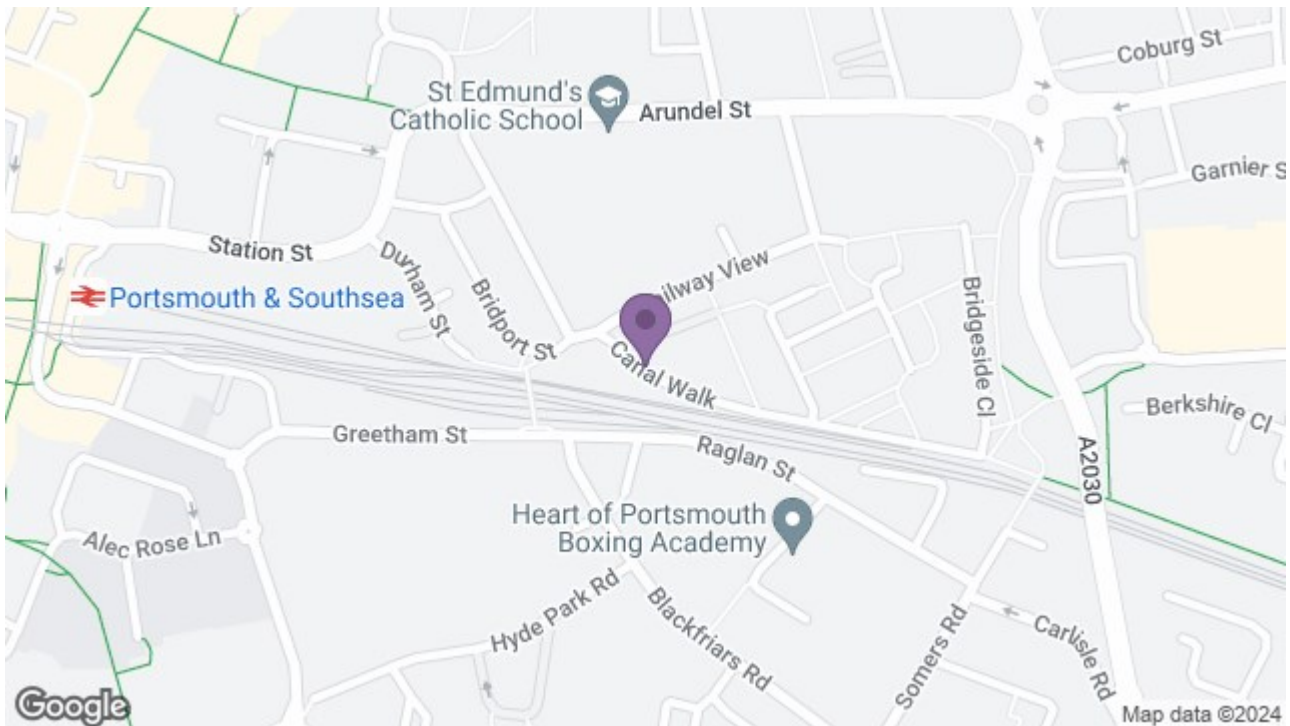 Coburg St
St Edmund's
Catholic School
Arundel St
Garnier S
Station St
Durham St
Bridport St
ilway View
Portsmouth & Southsea
Canal Walk
Bridgeside Cl
Berkshire Cl
Greetham St
Raglan St
A2030
Heart of Portsmouth
Boxing Academy
Alec Rose Ln
Hyde Park Rd
Blackfriars Rd
Somers Rd
Carlisle Rd
Google
Map data ©2024